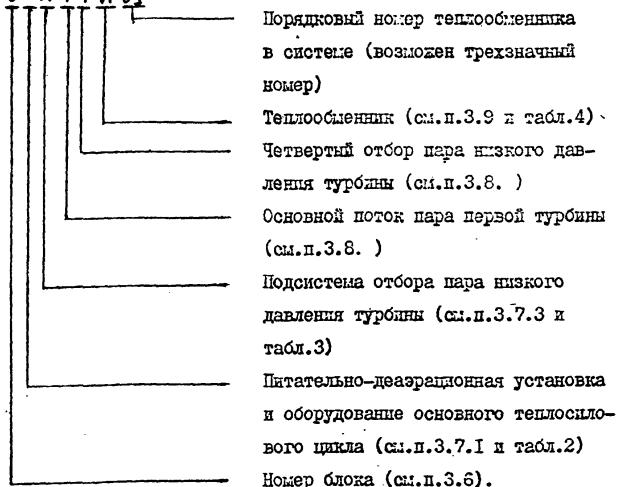 Порядковый номер теплообменника
в системе (возможен трехзначный
номер)
Теплообменник (см.п.3.9 и табл.4)
Четвертый отбор пара низкого дав-
ления турбины (см.п.3.8. )
Основной поток пара первой турбины
(см.п.3.8. )
Подсистема отбора пара низкого
давления турбины (см.п.3.7.3 и
табл.3)
Питательно-деаэрационная установка
и оборудование основного теплосило-
вого цикла (см.п.3.7.I и табл.2)
Номер блока (см.п.3.6).